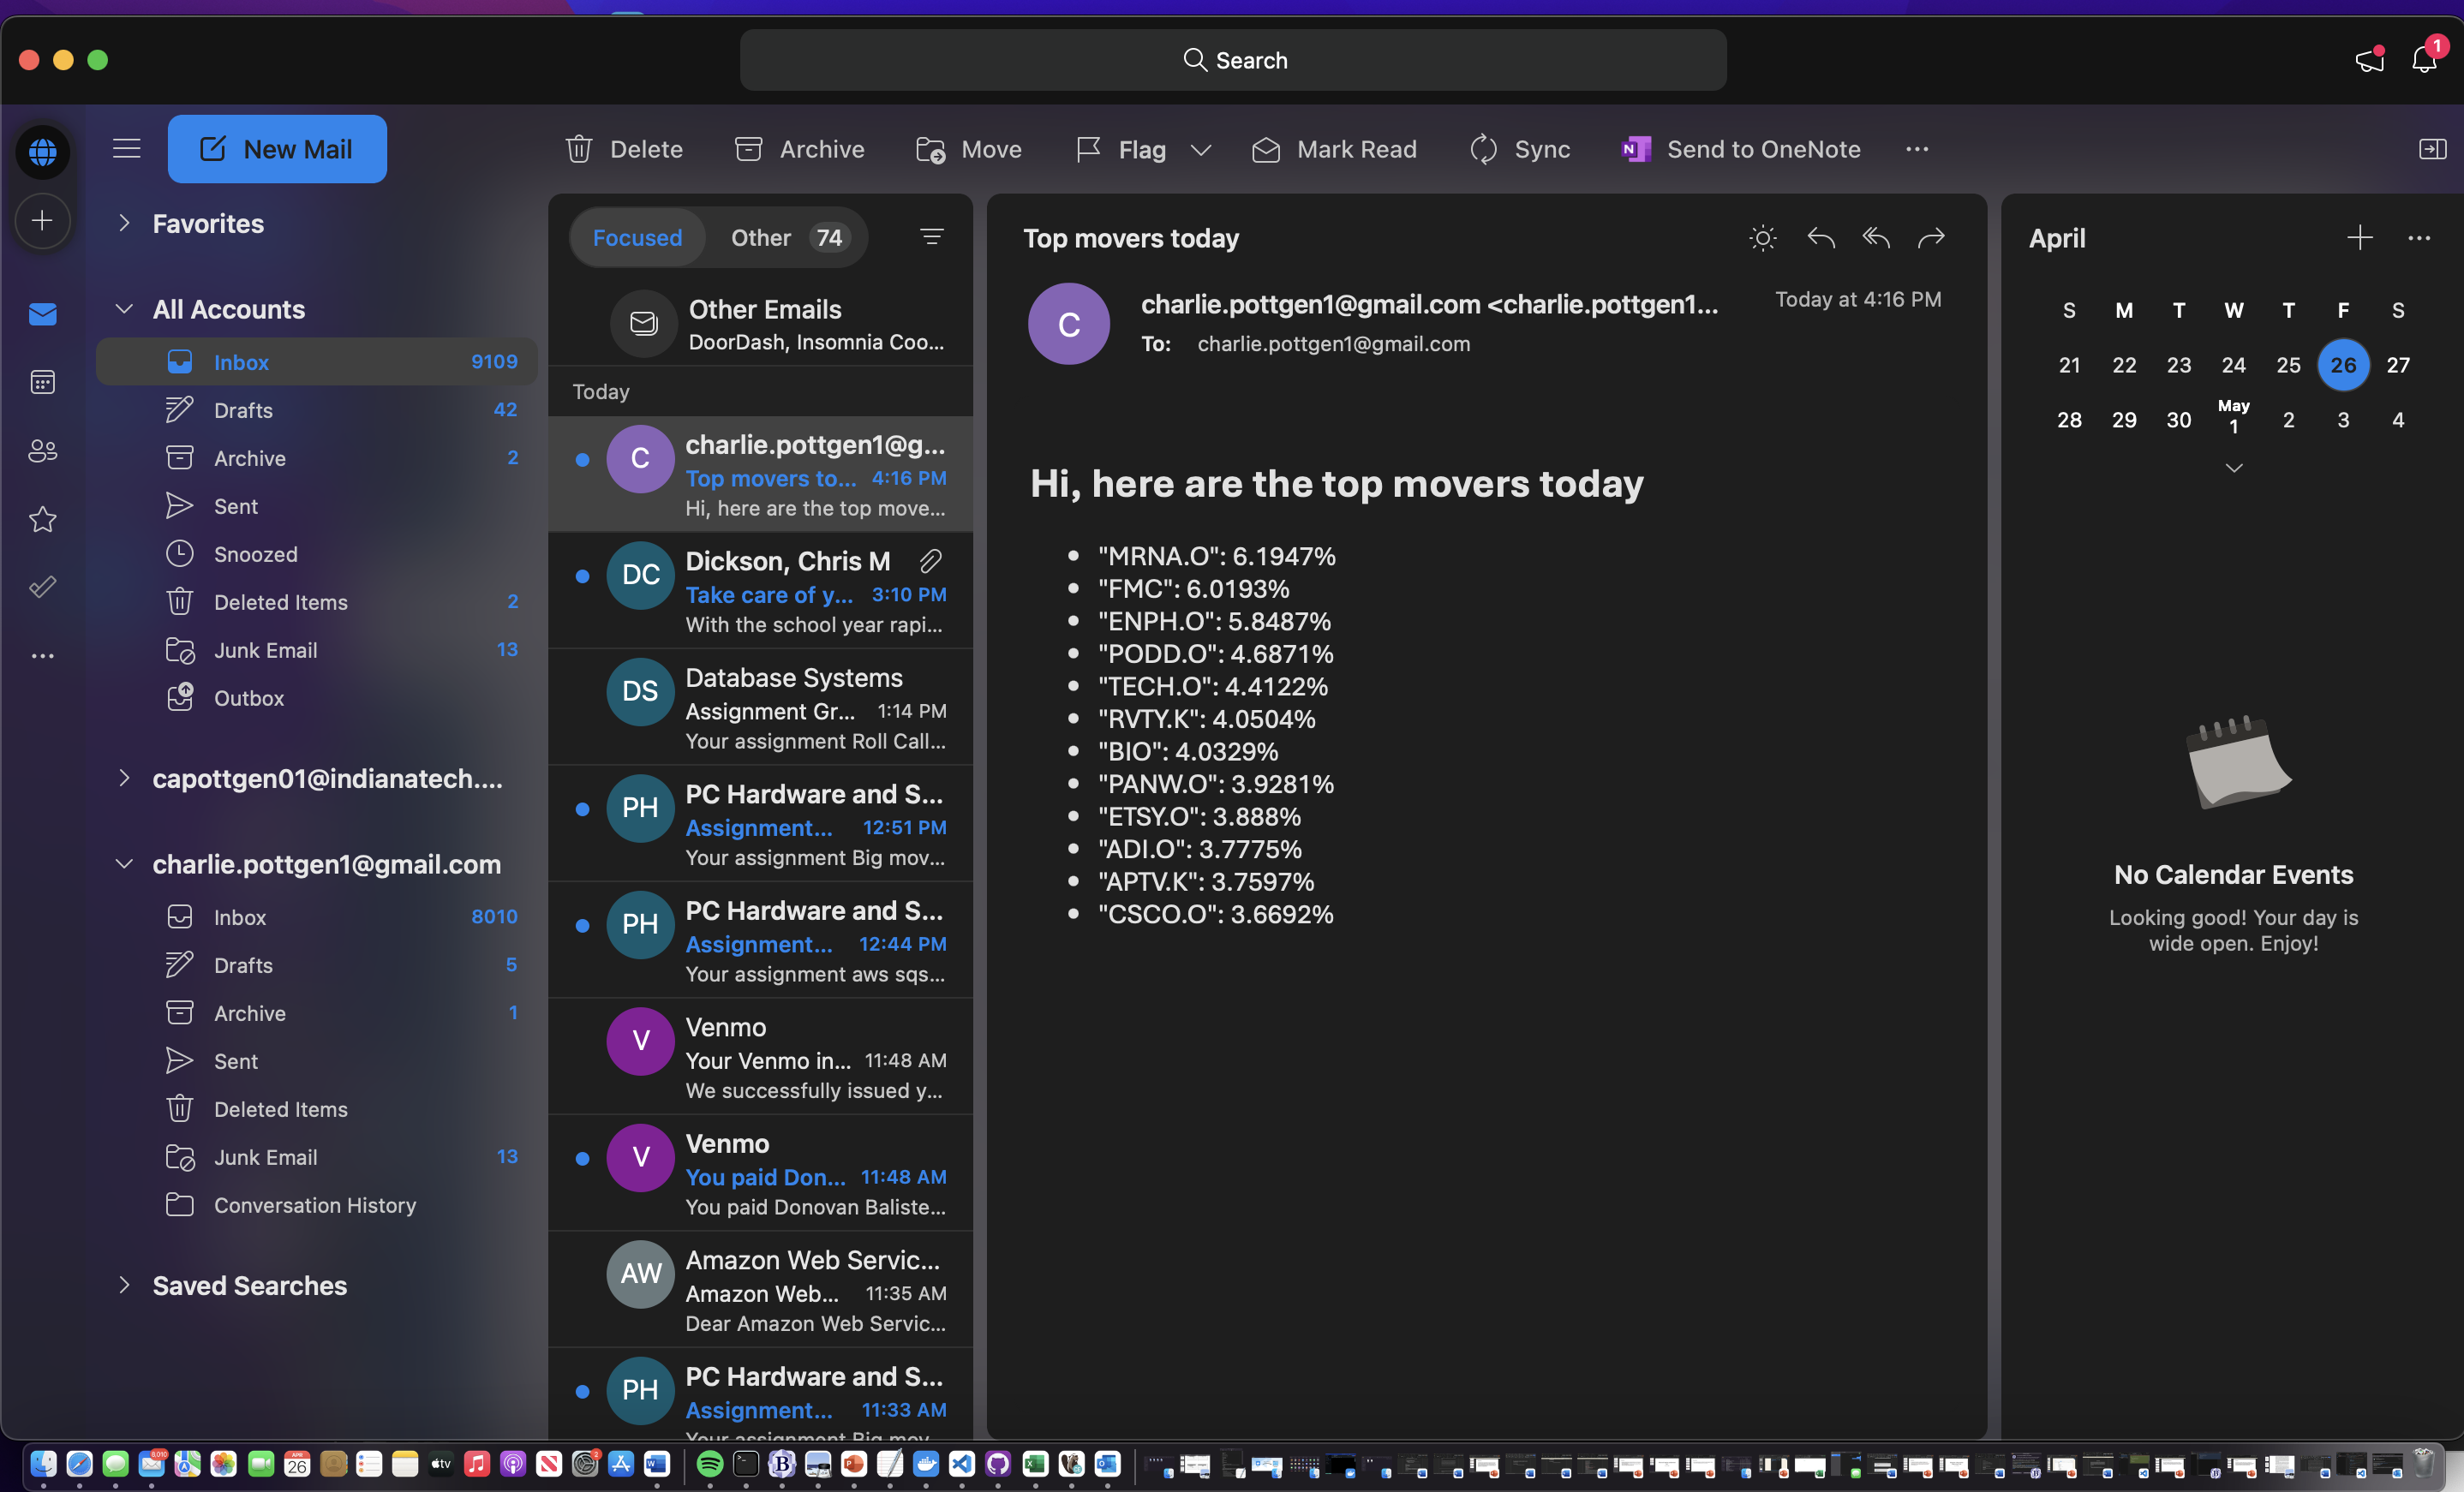 Search
1
New Mail
Delete
Archive
Move
Flag
Mark Read
Sync
Send to OneNote
Favorites
All Accounts
Inbox 9109
Drafts 42
Archive 2
Sent
Snoozed
Deleted Items 2
Junk Email 13
Outbox
capottgen01@indianatech....
charlie.pottgen1@gmail.com
Inbox 8010
Drafts 5
Archive 1
Sent
Deleted Items
Junk Email 13
Conversation History
Saved Searches
Focused Other 74
Other Emails
DoorDash, Insomnia Coo...
Today
C
charlie.pottgen1@g...
Top movers to... 4:16 PM
Hi, here are the top move...
DC
Dickson, Chris M
Take care of y... 3:10 PM
With the school year rapi...
DS
Database Systems
Assignment Gr... 1:14 PM
Your assignment Roll Call...
PH
PC Hardware and S...
Assignment... 12:51 PM
Your assignment Big mov...
PH
PC Hardware and S...
Assignment... 12:44 PM
Your assignment aws sqs...
V
Venmo
Your Venmo in... 11:48 AM
We successfully issued y...
V
Venmo
You paid Don... 11:48 AM
You paid Donovan Baliste...
AW
Amazon Web Servic...
Amazon Web... 11:35 AM
Dear Amazon Web Servic...
PH
PC Hardware and S...
Assignment... 11:33 AM
Your assignment Big mov...
Top movers today
C
charlie.pottgen1@gmail.com <charlie.pottgen1...
Today at 4:16 PM
To: charlie.pottgen1@gmail.com
Hi, here are the top movers today
"MRNA.O": 6.1947%
"FMC": 6.0193%
"ENPH.O": 5.8487%
"PODD.O": 4.6871%
"TECH.O": 4.4122%
"RVTY.K": 4.0504%
"BIO": 4.0329%
"PANW.O": 3.9281%
"ETSY.O": 3.888%
"ADI.O": 3.7775%
"APTV.K": 3.7597%
"CSCO.O": 3.6692%
April
S M T W T F S
21 22 23 24 25 26 27
28 29 30 May 1 2 3 4
No Calendar Events
Looking good! Your day is
wide open. Enjoy!
8,010
APR
26
tv
2